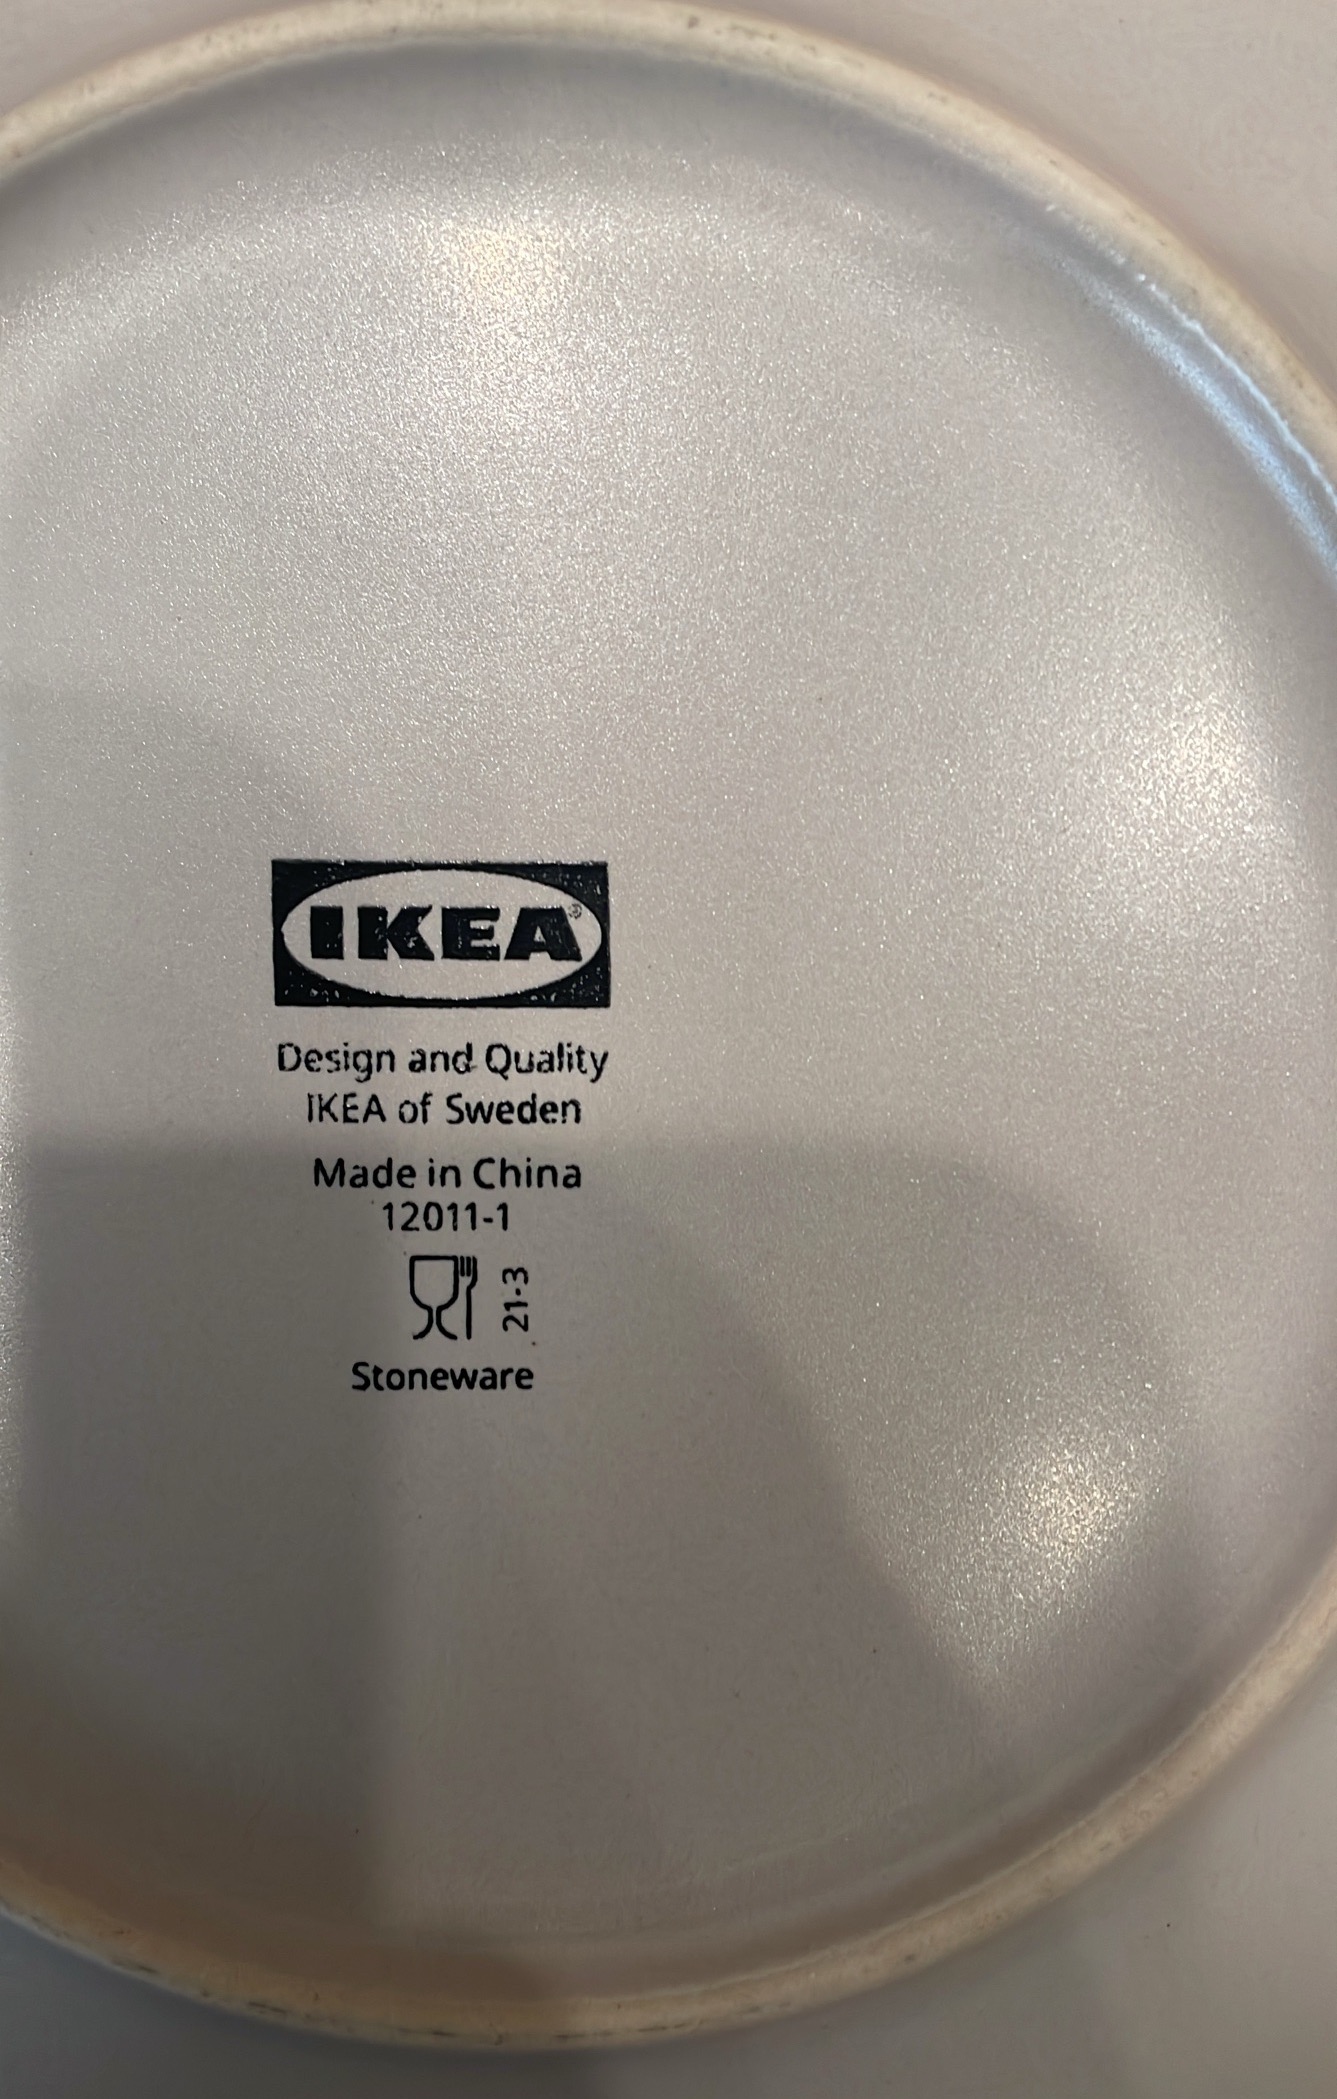 IKEA®
Design and Quality
IKEA of Sweden
Made in China
12011-1
21-3
Stoneware